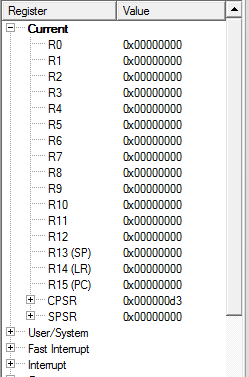 Register Value
Current
R0 0x00000000
R1 0x00000000
R2 0x00000000
R3 0x00000000
R4 0x00000000
R5 0x00000000
R6 0x00000000
R7 0x00000000
R8 0x00000000
R9 0x00000000
R10 0x00000000
R11 0x00000000
R12 0x00000000
R13 (SP) 0x00000000
R14 (LR) 0x00000000
R15 (PC) 0x00000000
CPSR 0x000000d3
SPSR 0x00000000
User/System
Fast Interrupt
Interrupt